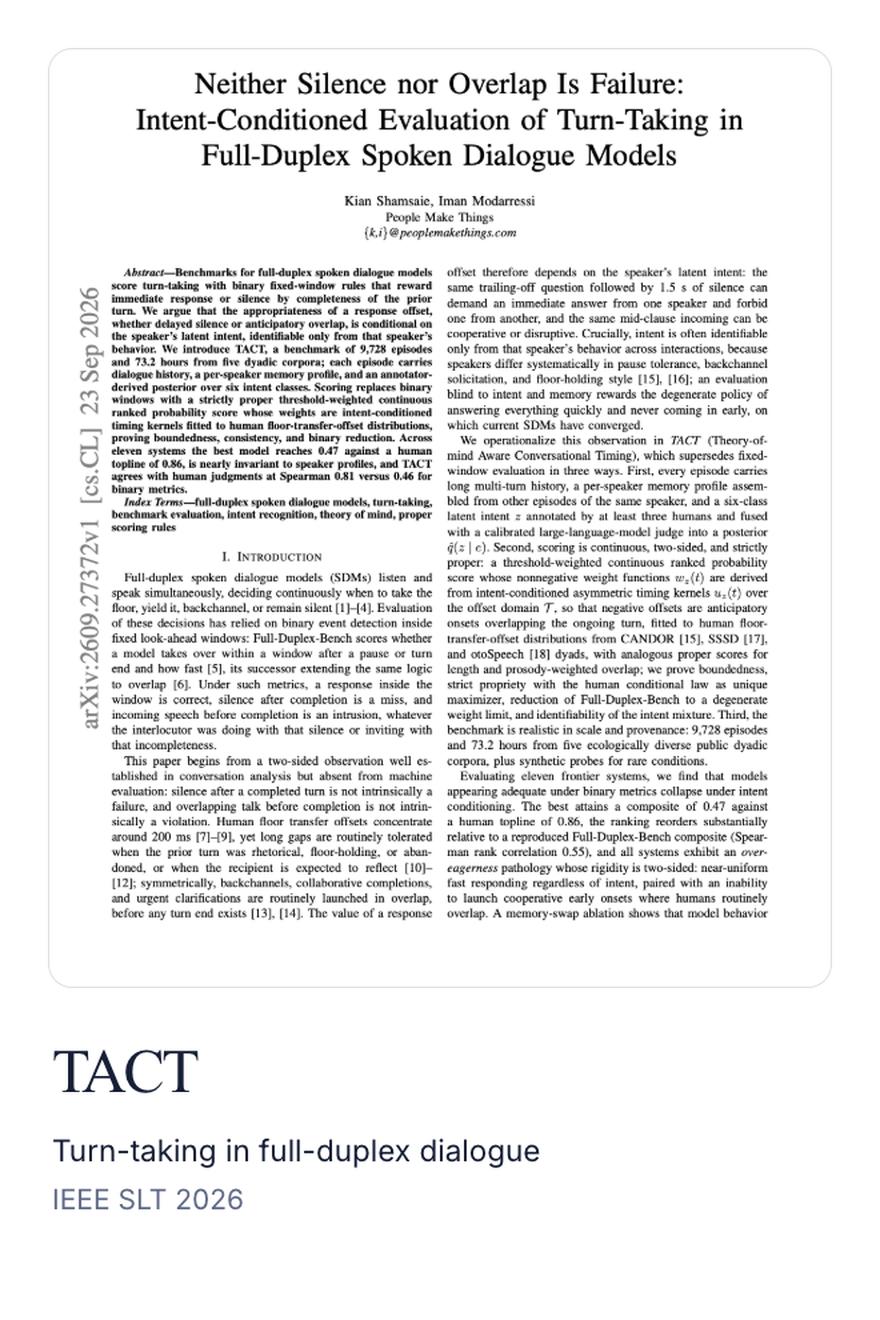 Neither Silence nor Overlap Is Failure:
Intent-Conditioned Evaluation of Turn-Taking in
Full-Duplex Spoken Dialogue Models
Kian Shamsaie, Iman Modarressi
People Make Things
{k,i}@peoplemakethings.com
arXiv:2609.27372v1 [cs.CL] 23 Sep 2026
Abstract—Benchmarks for full-duplex spoken dialogue models
score turn-taking with binary fixed-window rules that reward
immediate response or silence by completeness of the prior
turn. We argue that the appropriateness of a response offset,
whether delayed silence or anticipatory overlap, is conditional on
the speaker's latent intent, identifiable only from that speaker's
behavior. We introduce TACT, a benchmark of 9,728 episodes
and 73.2 hours from five dyadic corpora; each episode carries
dialogue history, a per-speaker memory profile, and an annotator-
derived posterior over six intent classes. Scoring replaces binary
windows with a strictly proper threshold-weighted continuous
ranked probability score whose weights are intent-conditioned
timing kernels fitted to human floor-transfer-offset distributions,
proving boundedness, consistency, and binary reduction. Across
eleven systems the best model reaches 0.47 against a human
topline of 0.86, is nearly invariant to speaker profiles, and TACT
agrees with human judgments at Spearman 0.81 versus 0.46 for
binary metrics.
Index Terms—full-duplex spoken dialogue models, turn-taking,
benchmark evaluation, intent recognition, theory of mind, proper
scoring rules
I. INTRODUCTION
Full-duplex spoken dialogue models (SDMs) listen and
speak simultaneously, deciding continuously when to take the
floor, yield it, backchannel, or remain silent [1]–[4]. Evaluation
of these decisions has relied on binary event detection inside
fixed look-ahead windows: Full-Duplex-Bench scores whether
a model takes over within a window after a pause or turn
end and how fast [5], its successor extending the same logic
to overlap [6]. Under such metrics, a response inside the
window is correct, silence after completion is a miss, and
incoming speech before completion is an intrusion, whatever
the interlocutor was doing with that silence or inviting with
that incompleteness.
This paper begins from a two-sided observation well es-
tablished in conversation analysis but absent from machine
evaluation: silence after a completed turn is not intrinsically a
failure, and overlapping talk before completion is not intrin-
sically a violation. Human floor transfer offsets concentrate
around 200 ms [7]–[9], yet long gaps are routinely tolerated
when the prior turn was rhetorical, floor-holding, or aban-
doned, or when the recipient is expected to reflect [10]–
[12]; symmetrically, backchannels, collaborative completions,
and urgent clarifications are routinely launched in overlap,
before any turn end exists [13], [14]. The value of a response
offset therefore depends on the speaker's latent intent: the
same trailing-off question followed by 1.5 s of silence can
demand an immediate answer from one speaker and forbid
one from another, and the same mid-clause incoming can be
cooperative or disruptive. Crucially, intent is often identifiable
only from that speaker's behavior across interactions, because
speakers differ systematically in pause tolerance, backchannel
solicitation, and floor-holding style [15], [16]; an evaluation
blind to intent and memory rewards the degenerate policy of
answering everything quickly and never coming in early, on
which current SDMs have converged.
We operationalize this observation in TACT (Theory-of-
mind Aware Conversational Timing), which supersedes fixed-
window evaluation in three ways. First, every episode carries
long multi-turn history, a per-speaker memory profile assem-
bled from other episodes of the same speaker, and a six-class
latent intent z annotated by at least three humans and fused
with a calibrated large-language-model judge into a posterior
q̂(z | c). Second, scoring is continuous, two-sided, and strictly
proper: a threshold-weighted continuous ranked probability
score whose nonnegative weight functions w_z(t) are derived
from intent-conditioned asymmetric timing kernels u_z(t) over
the offset domain 𝒯, so that negative offsets are anticipatory
onsets overlapping the ongoing turn, fitted to human floor-
transfer-offset distributions from CANDOR [15], SSSD [17],
and otoSpeech [18] dyads, with analogous proper scores for
length and prosody-weighted overlap; we prove boundedness,
strict propriety with the human conditional law as unique
maximizer, reduction of Full-Duplex-Bench to a degenerate
weight limit, and identifiability of the intent mixture. Third, the
benchmark is realistic in scale and provenance: 9,728 episodes
and 73.2 hours from five ecologically diverse public dyadic
corpora, plus synthetic probes for rare conditions.
Evaluating eleven frontier systems, we find that models
appearing adequate under binary metrics collapse under intent
conditioning. The best attains a composite of 0.47 against
a human topline of 0.86, the ranking reorders substantially
relative to a reproduced Full-Duplex-Bench composite (Spear-
man rank correlation 0.55), and all systems exhibit an over-
eagerness pathology whose rigidity is two-sided: near-uniform
fast responding regardless of intent, paired with an inability
to launch cooperative early onsets where humans routinely
overlap. A memory-swap ablation shows that model behavior
TACT
Turn-taking in full-duplex dialogue
IEEE SLT 2026